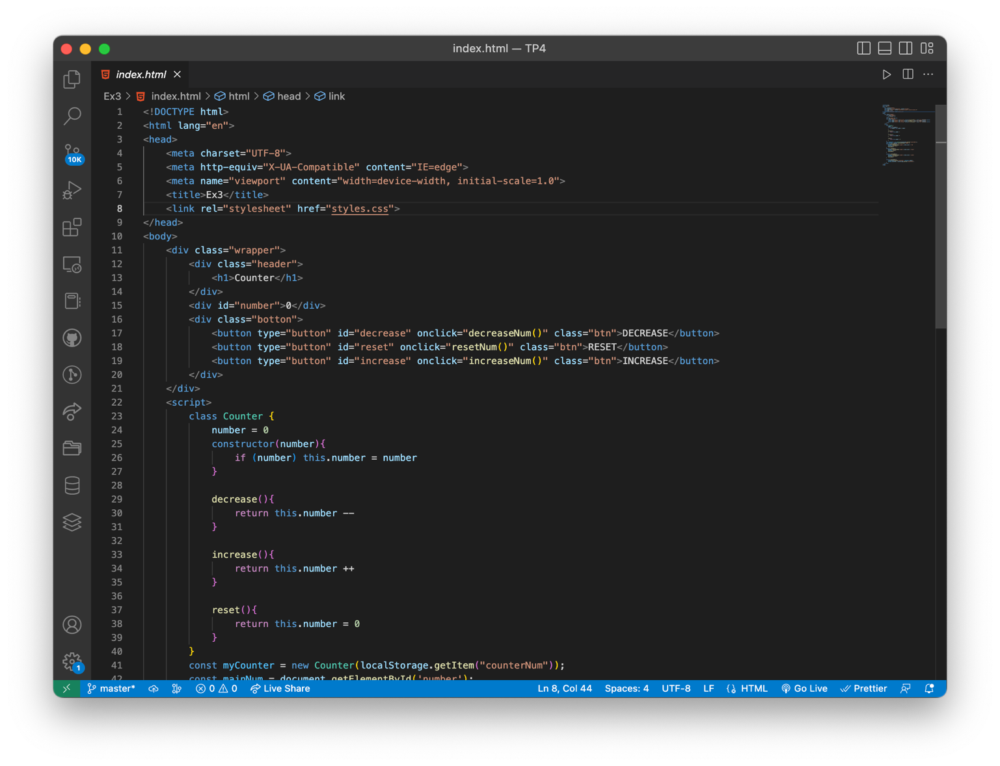 index.html — TP4
index.html
Ex3 > index.html > html > head > link
1 <!DOCTYPE html>
2 <html lang="en">
3 <head>
4     <meta charset="UTF-8">
5     <meta http-equiv="X-UA-Compatible" content="IE=edge">
6     <meta name="viewport" content="width=device-width, initial-scale=1.0">
7     <title>Ex3</title>
8     <link rel="stylesheet" href="styles.css">
9 </head>
10 <body>
11     <div class="wrapper">
12         <div class="header">
13             <h1>Counter</h1>
14         </div>
15         <div id="number">0</div>
16         <div class="botton">
17             <button type="button" id="decrease" onclick="decreaseNum()" class="btn">DECREASE</button>
18             <button type="button" id="reset" onclick="resetNum()" class="btn">RESET</button>
19             <button type="button" id="increase" onclick="increaseNum()" class="btn">INCREASE</button>
20         </div>
21     </div>
22     <script>
23         class Counter {
24             number = 0
25             constructor(number){
26                 if (number) this.number = number
27             }
28
29             decrease(){
30                 return this.number --
31             }
32
33             increase(){
34                 return this.number ++
35             }
36
37             reset(){
38                 return this.number = 0
39             }
40         }
41         const myCounter = new Counter(localStorage.getItem("counterNum"));
42         const mainNum = document.getElementById('number');
10K
1
master* 0 0 Live Share Ln 8, Col 44 Spaces: 4 UTF-8 LF HTML Go Live Prettier